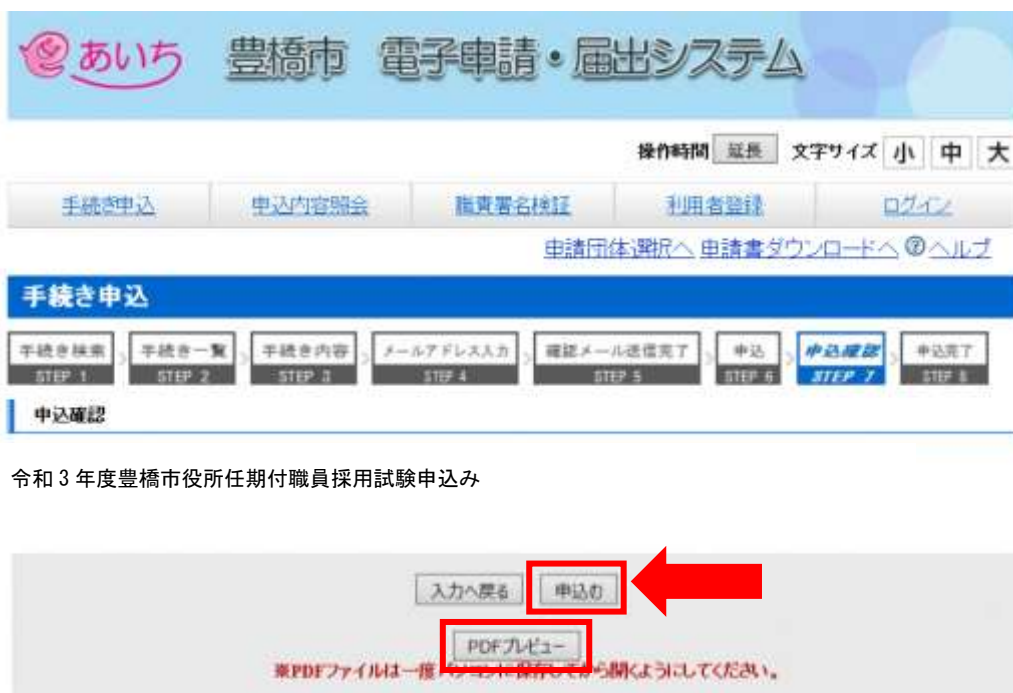 あいち 豊橋市 電子申請・届出システム
操作時間 延長 文字サイズ 小 中 大
手続き申込 申込内容照会 職責署名検証 利用者登録 ログイン
申請団体選択へ 申請書ダウンロードへ ?ヘルプ
手続き申込
手続き検索 手続き一覧 手続き内容 メールアドレス入力 確認メール送信完了 申込 申込確認 申込完了
STEP 1 STEP 2 STEP 3 STEP 4 STEP 5 STEP 6 STEP 7 STEP 8
申込確認
令和3年度豊橋市役所任期付職員採用試験申込み
入力へ戻る 申込む
PDFプレビュー
※PDFファイルは一度パソコンに保存してから開くようにしてください。